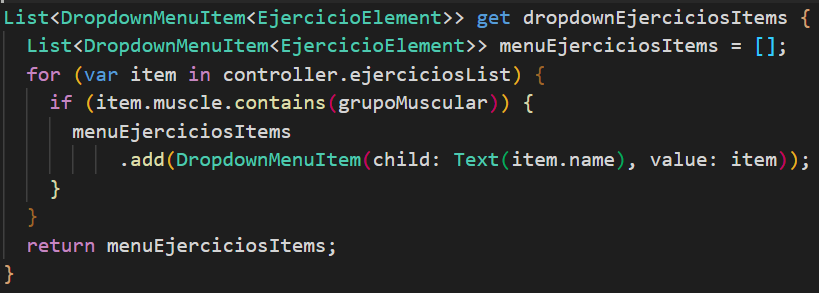 List<DropdownMenuItem<EjercicioElement>> get dropdownEjerciciosItems {
  List<DropdownMenuItem<EjercicioElement>> menuEjerciciosItems = [];
  for (var item in controller.ejerciciosList) {
    if (item.muscle.contains(grupoMuscular)) {
      menuEjerciciosItems
          .add(DropdownMenuItem(child: Text(item.name), value: item));
    }
  }
  return menuEjerciciosItems;
}